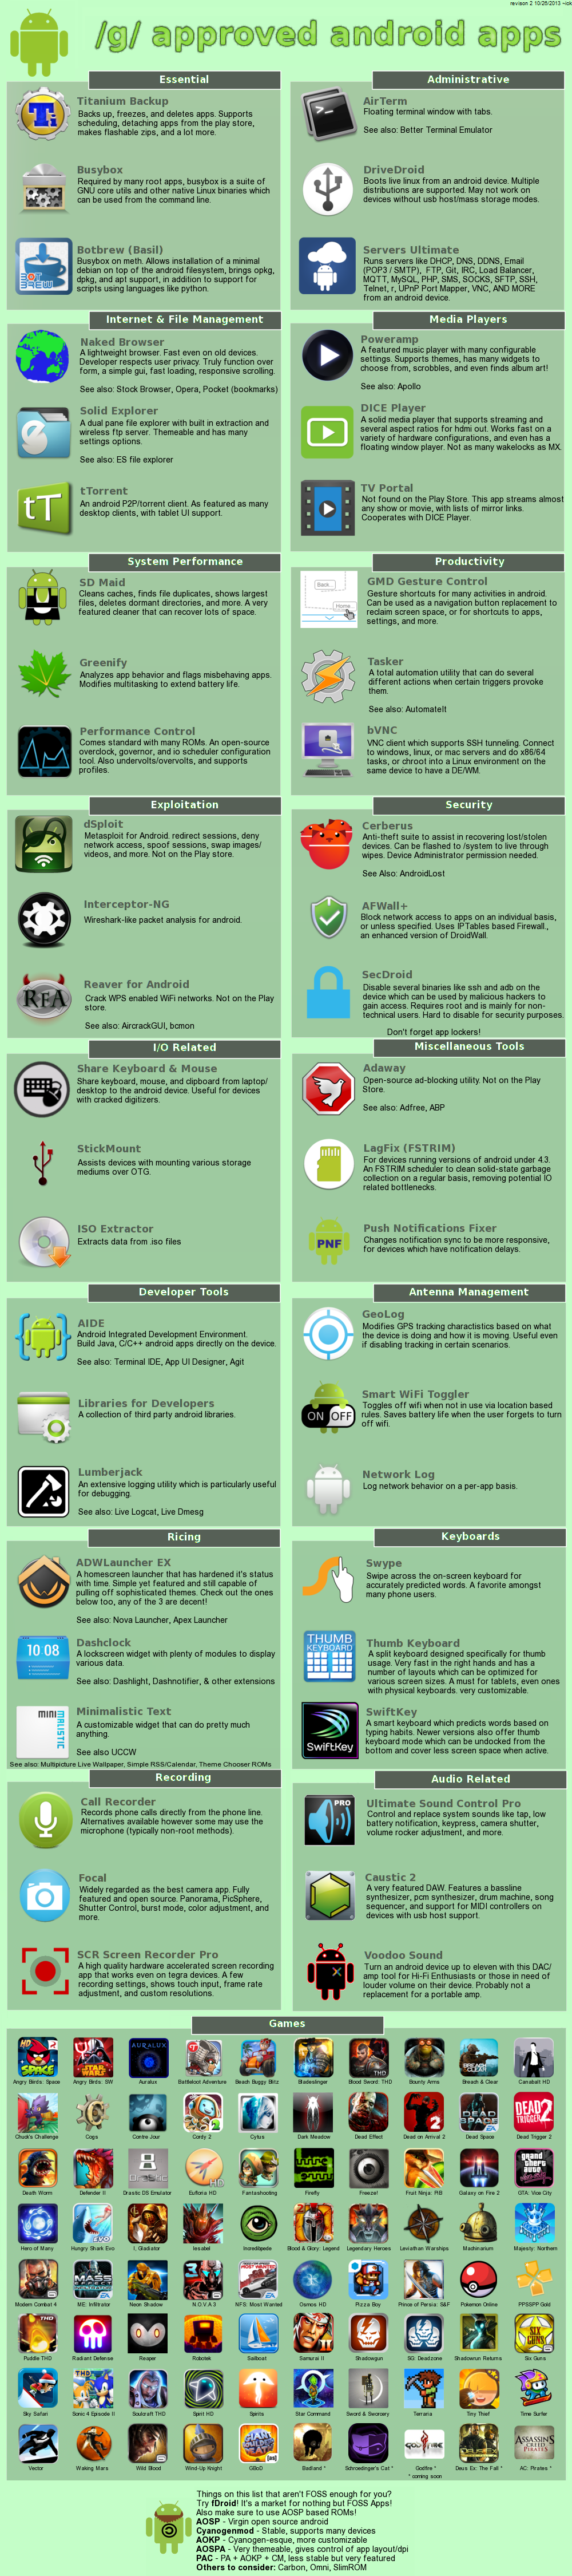 revison 2 10/26/2013 ~ick
/g/ approved android apps
Essential
Titanium Backup
Backs up, freezes, and deletes apps. Supports
scheduling, detaching apps from the play store,
makes flashable zips, and a lot more.
Busybox
Required by many root apps, busybox is a suite of
GNU core utils and other native Linux binaries which
can be used from the command line.
Botbrew (Basil)
Busybox on meth. Allows installation of a minimal
debian on top of the android filesystem, brings opkg,
dpkg, and apt support, in addition to support for
scripts using languages like python.
Administrative
AirTerm
Floating terminal window with tabs.
See also: Better Terminal Emulator
DriveDroid
Boots live linux from an android device. Multiple
distributions are supported. May not work on
devices without usb host/mass storage modes.
Servers Ultimate
Runs servers like DHCP, DNS, DDNS, Email
(POP3 / SMTP), FTP, Git, IRC, Load Balancer,
MQTT, MySQL, PHP, SMS, SOCKS, SFTP, SSH,
Telnet, r, UPnP Port Mapper, VNC, AND MORE
from an android device.
Internet & File Management
Naked Browser
A lightweight browser. Fast even on old devices.
Developer respects user privacy. Truly function over
form, a simple gui, fast loading, responsive scrolling.
See also: Stock Browser, Opera, Pocket (bookmarks)
Solid Explorer
A dual pane file explorer with built in extraction and
wireless ftp server. Themeable and has many
settings options.
See also: ES file explorer
tT
tTorrent
An android P2P/torrent client. As featured as many
desktop clients, with tablet UI support.
Media Players
Poweramp
A featured music player with many configurable
settings. Supports themes, has many widgets to
choose from, scrobbles, and even finds album art!
See also: Apollo
DICE Player
A solid media player that supports streaming and
several aspect ratios for hdmi out. Works fast on a
variety of hardware configurations, and even has a
floating window player. Not as many wakelocks as MX.
TV Portal
Not found on the Play Store. This app streams almost
any show or movie, with lists of mirror links.
Cooperates with DICE Player.
System Performance
SD Maid
Cleans caches, finds file duplicates, shows largest
files, deletes dormant directories, and more. A very
featured cleaner that can recover lots of space.
Greenify
Analyzes app behavior and flags misbehaving apps.
Modifies multitasking to extend battery life.
Performance Control
Comes standard with many ROMs. An open-source
overclock, governor, and io scheduler configuration
tool. Also undervolts/overvolts, and supports
profiles.
Productivity
Back..
Home..
GMD Gesture Control
Gesture shortcuts for many activities in android.
Can be used as a navigation button replacement to
reclaim screen space, or for shortcuts to apps,
settings, and more.
Tasker
A total automation utility that can do several
different actions when certain triggers provoke
them.
See also: AutomateIt
bVNC
VNC client which supports SSH tunneling. Connect
to windows, linux, or mac servers and do x86/64
tasks, or chroot into a Linux environment on the
same device to have a DE/WM.
Exploitation
dSploit
Metasploit for Android. redirect sessions, deny
network access, spoof sessions, swap images/
videos, and more. Not on the Play store.
Interceptor-NG
Wireshark-like packet analysis for android.
RFA
Reaver for Android
Crack WPS enabled WiFi networks. Not on the Play
store.
See also: AircrackGUI, bcmon
Security
Cerberus
Anti-theft suite to assist in recovering lost/stolen
devices. Can be flashed to /system to live through
wipes. Device Administrator permission needed.
See Also: AndroidLost
AFWall+
Block network access to apps on an individual basis,
or unless specified. Uses IPTables based Firewall.,
an enhanced version of DroidWall.
SecDroid
Disable several binaries like ssh and adb on the
device which can be used by malicious hackers to
gain access. Requires root and is mainly for non-
technical users. Hard to disable for security purposes.
Don't forget app lockers!
I/O Related
Share Keyboard & Mouse
Share keyboard, mouse, and clipboard from laptop/
desktop to the android device. Useful for devices
with cracked digitizers.
StickMount
Assists devices with mounting various storage
mediums over OTG.
ISO Extractor
Extracts data from .iso files
Miscellaneous Tools
Adaway
Open-source ad-blocking utility. Not on the Play
Store.
See also: Adfree, ABP
LagFix (FSTRIM)
For devices running versions of android under 4.3.
An FSTRIM scheduler to clean solid-state garbage
collection on a regular basis, removing potential IO
related bottlenecks.
PNF
Push Notifications Fixer
Changes notification sync to be more responsive,
for devices which have notification delays.
Developer Tools
AIDE
Android Integrated Development Environment.
Build Java, C/C++ android apps directly on the device.
See also: Terminal IDE, App UI Designer, Agit
Libraries for Developers
A collection of third party android libraries.
Lumberjack
An extensive logging utility which is particularly useful
for debugging.
See also: Live Logcat, Live Dmesg
Antenna Management
GeoLog
Modifies GPS tracking charactistics based on what
the device is doing and how it is moving. Useful even
if disabling tracking in certain scenarios.
ON OFF
Smart WiFi Toggler
Toggles off wifi when not in use via location based
rules. Saves battery life when the user forgets to turn
off wifi.
Network Log
Log network behavior on a per-app basis.
Ricing
ADWLauncher EX
A homescreen launcher that has hardened it's status
with time. Simple yet featured and still capable of
pulling off sophisticated themes. Check out the ones
below too, any of the 3 are decent!
See also: Nova Launcher, Apex Launcher
10 08
Dashclock
A lockscreen widget with plenty of modules to display
various data.
See also: Dashlight, Dashnotifier, & other extensions
MINI
MALISTIC
Minimalistic Text
A customizable widget that can do pretty much
anything.
See also UCCW
See also: Multipicture Live Wallpaper, Simple RSS/Calendar, Theme Chooser ROMs
Keyboards
Swype
Swipe across the on-screen keyboard for
accurately predicted words. A favorite amongst
many phone users.
THUMB
KEYBOARD
Thumb Keyboard
A split keyboard designed specifically for thumb
usage. Very fast in the right hands and has a
number of layouts which can be optimized for
various screen sizes. A must for tablets, even ones
with physical keyboards. very customizable.
SwiftKey
SwiftKey
A smart keyboard which predicts words based on
typing habits. Newer versions also offer thumb
keyboard mode which can be undocked from the
bottom and cover less screen space when active.
Recording
Call Recorder
Records phone calls directly from the phone line.
Alternatives available however some may use the
microphone (typically non-root methods).
Focal
Widely regarded as the best camera app. Fully
featured and open source. Panorama, PicSphere,
Shutter Control, burst mode, color adjustment, and
more.
SCR Screen Recorder Pro
A high quality hardware accelerated screen recording
app that works even on tegra devices. A few
recording settings, shows touch input, frame rate
adjustment, and custom resolutions.
Audio Related
PRO
Ultimate Sound Control Pro
Control and replace system sounds like tap, low
battery notification, keypress, camera shutter,
volume rocker adjustment, and more.
Caustic 2
A very featured DAW. Features a bassline
synthesizer, pcm synthesizer, drum machine, song
sequencer, and support for MIDI controllers on
devices with usb host support.
Voodoo Sound
Turn an android device up to eleven with this DAC/
amp tool for Hi-Fi Enthusiasts or those in need of
louder volume on their device. Probably not a
replacement for a portable amp.
Games
Angry Birds: Space
Angry Birds: SW
Auralux
Battleloot Adventure
Beach Buggy Blitz
Bladeslinger
Blood Sword: THD
Bounty Arms
Breach & Clear
Canabalt HD
Chuck's Challenge
Cogs
Contre Jour
Cordy 2
Cytus
Dark Meadow
Dead Effect
Dead on Arrival 2
Dead Space
Dead Trigger 2
Death Worm
Defender II
Drastic DS Emulator
Eufloria HD
Fantashooting
Firefly
Freeze!
Fruit Ninja: PiB
Galaxy on Fire 2
GTA: Vice City
Hero of Many
Hungry Shark Evo
I, Gladiator
Iesabel
Incredipede
Blood & Glory: Legend
Legendary Heroes
Leviathan Warships
Machinarium
Majesty: Northern
Modern Combat 4
ME: Infiltrator
Neon Shadow
N.O.V.A 3
NFS: Most Wanted
Osmos HD
Pizza Boy
Prince of Persia: S&F
Pokemon Online
PPSSPP Gold
Puddle THD
Radiant Defense
Reaper
Robotek
Sailboat
Samurai II
Shadowgun
SG: Deadzone
Shadowrun Returns
Six Guns
Sky Safari
Sonic 4 Episode II
Soulcraft THD
Spirit HD
Spirits
Star Command
Sword & Sworcery
Terraria
Tiny Thief
Time Surfer
Vector
Waking Mars
Wild Blood
Wind-Up Knight
GBoD
Badland *
Schroedinger's Cat *
Godfire *
Deus Ex: The Fall *
AC: Pirates *
* coming soon
Things on this list that aren't FOSS enough for you?
Try fDroid! It's a market for nothing but FOSS Apps!
Also make sure to use AOSP based ROMs!
AOSP - Virgin open source android
Cyanogenmod - Stable, supports many devices
AOKP - Cyanogen-esque, more customizable
AOSPA - Very themeable, gives control of app layout/dpi
PAC - PA + AOKP + CM, less stable but very featured
Others to consider: Carbon, Omni, SlimROM